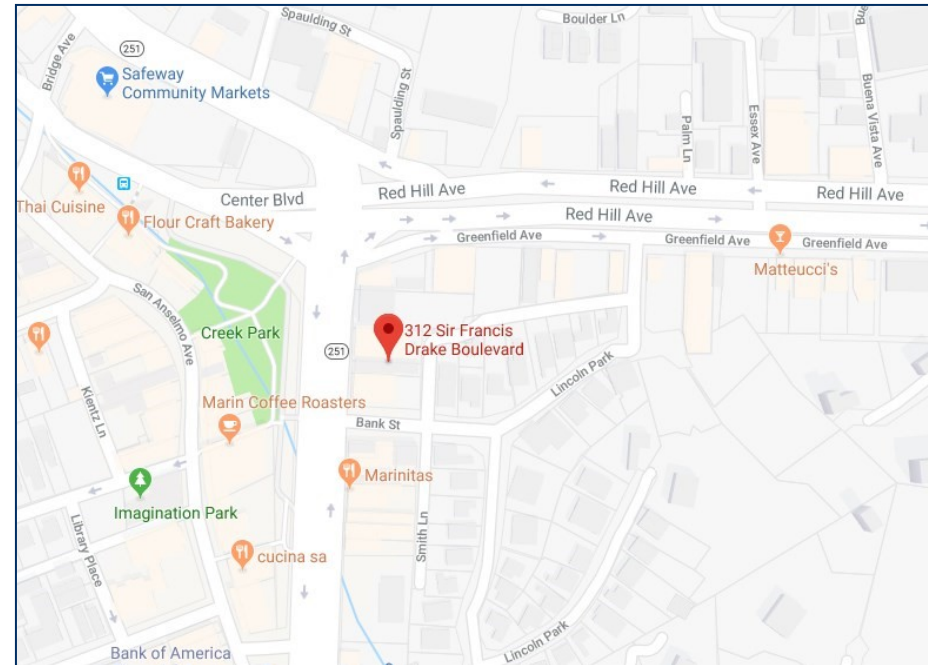 Spaulding St
Boulder Ln
251
Bridge Ave
Safeway
Community Markets
Spaulding St
Palm Ln
Essex Ave
Buena Vista Ave
Center Blvd
Red Hill Ave
Red Hill Ave
Red Hill Ave
Red Hill Ave
Thai Cuisine
Flour Craft Bakery
Greenfield Ave
Greenfield Ave
Greenfield Ave
Matteucci's
San Anselmo Ave
Creek Park
251
312 Sir Francis
Drake Boulevard
Lincoln Park
Kientz Ln
Marin Coffee Roasters
Bank St
Marinitas
Imagination Park
Library Place
Smith Ln
cucina sa
Bank of America
Lincoln Park